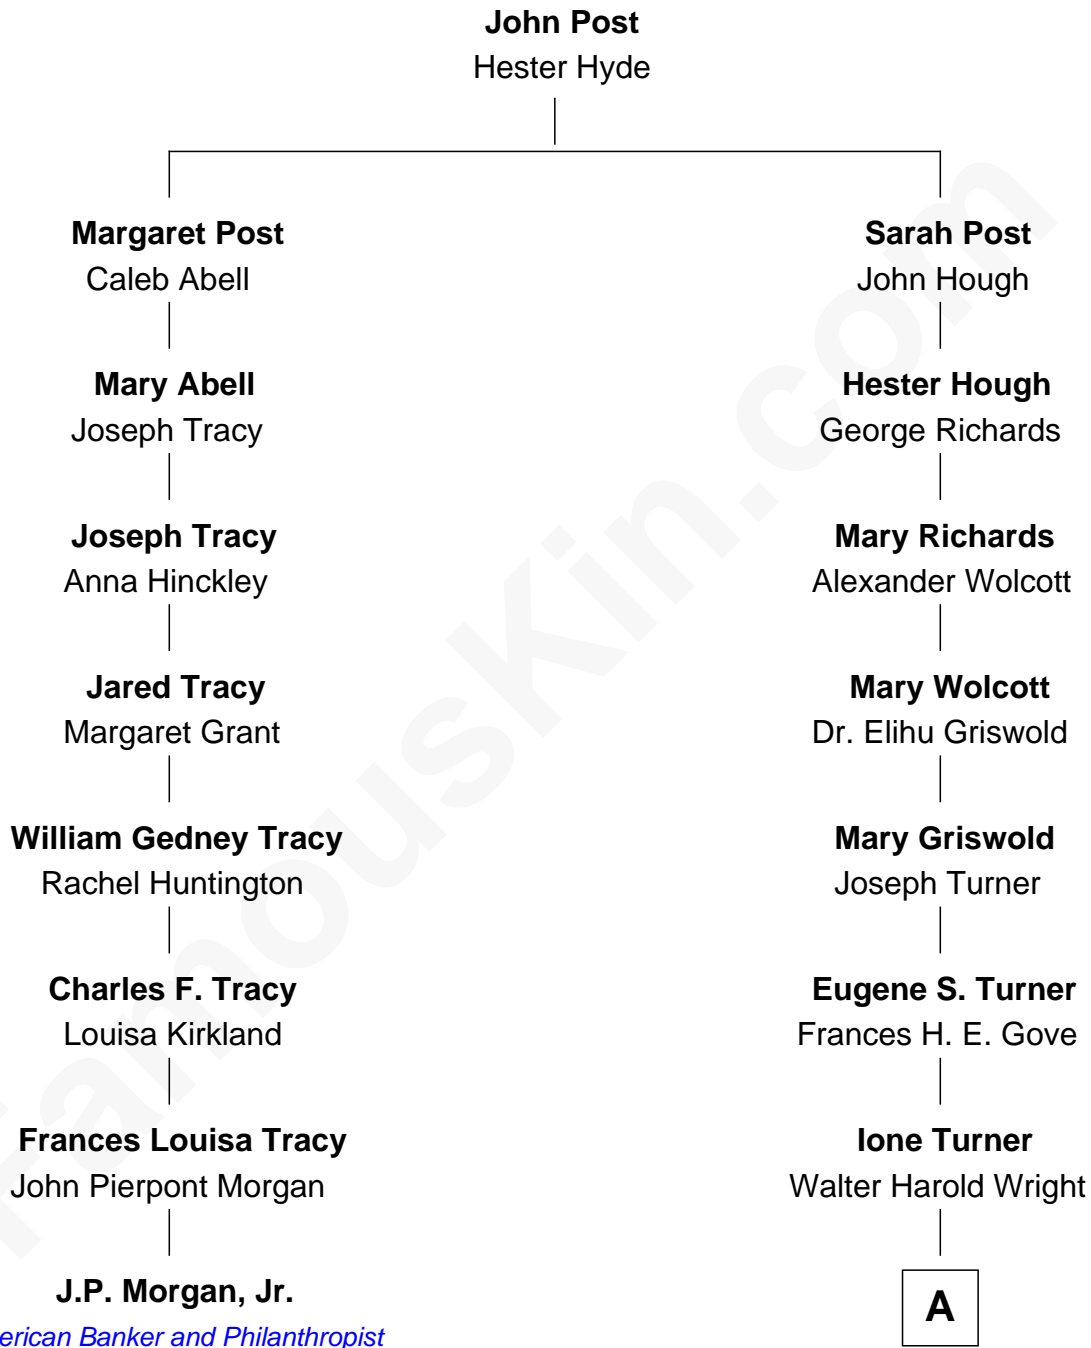 John Post
Hester Hyde
Margaret Post
Caleb Abell
Sarah Post
John Hough
Mary Abell
Joseph Tracy
Hester Hough
George Richards
Joseph Tracy
Anna Hinckley
Mary Richards
Alexander Wolcott
Jared Tracy
Margaret Grant
Mary Wolcott
Dr. Elihu Griswold
William Gedney Tracy
Rachel Huntington
Mary Griswold
Joseph Turner
Charles F. Tracy
Louisa Kirkland
Eugene S. Turner
Frances H. E. Gove
Frances Louisa Tracy
John Pierpont Morgan
Ione Turner
Walter Harold Wright
J.P. Morgan, Jr.
erican Banker and Philanthropist
A
FamousKin.com